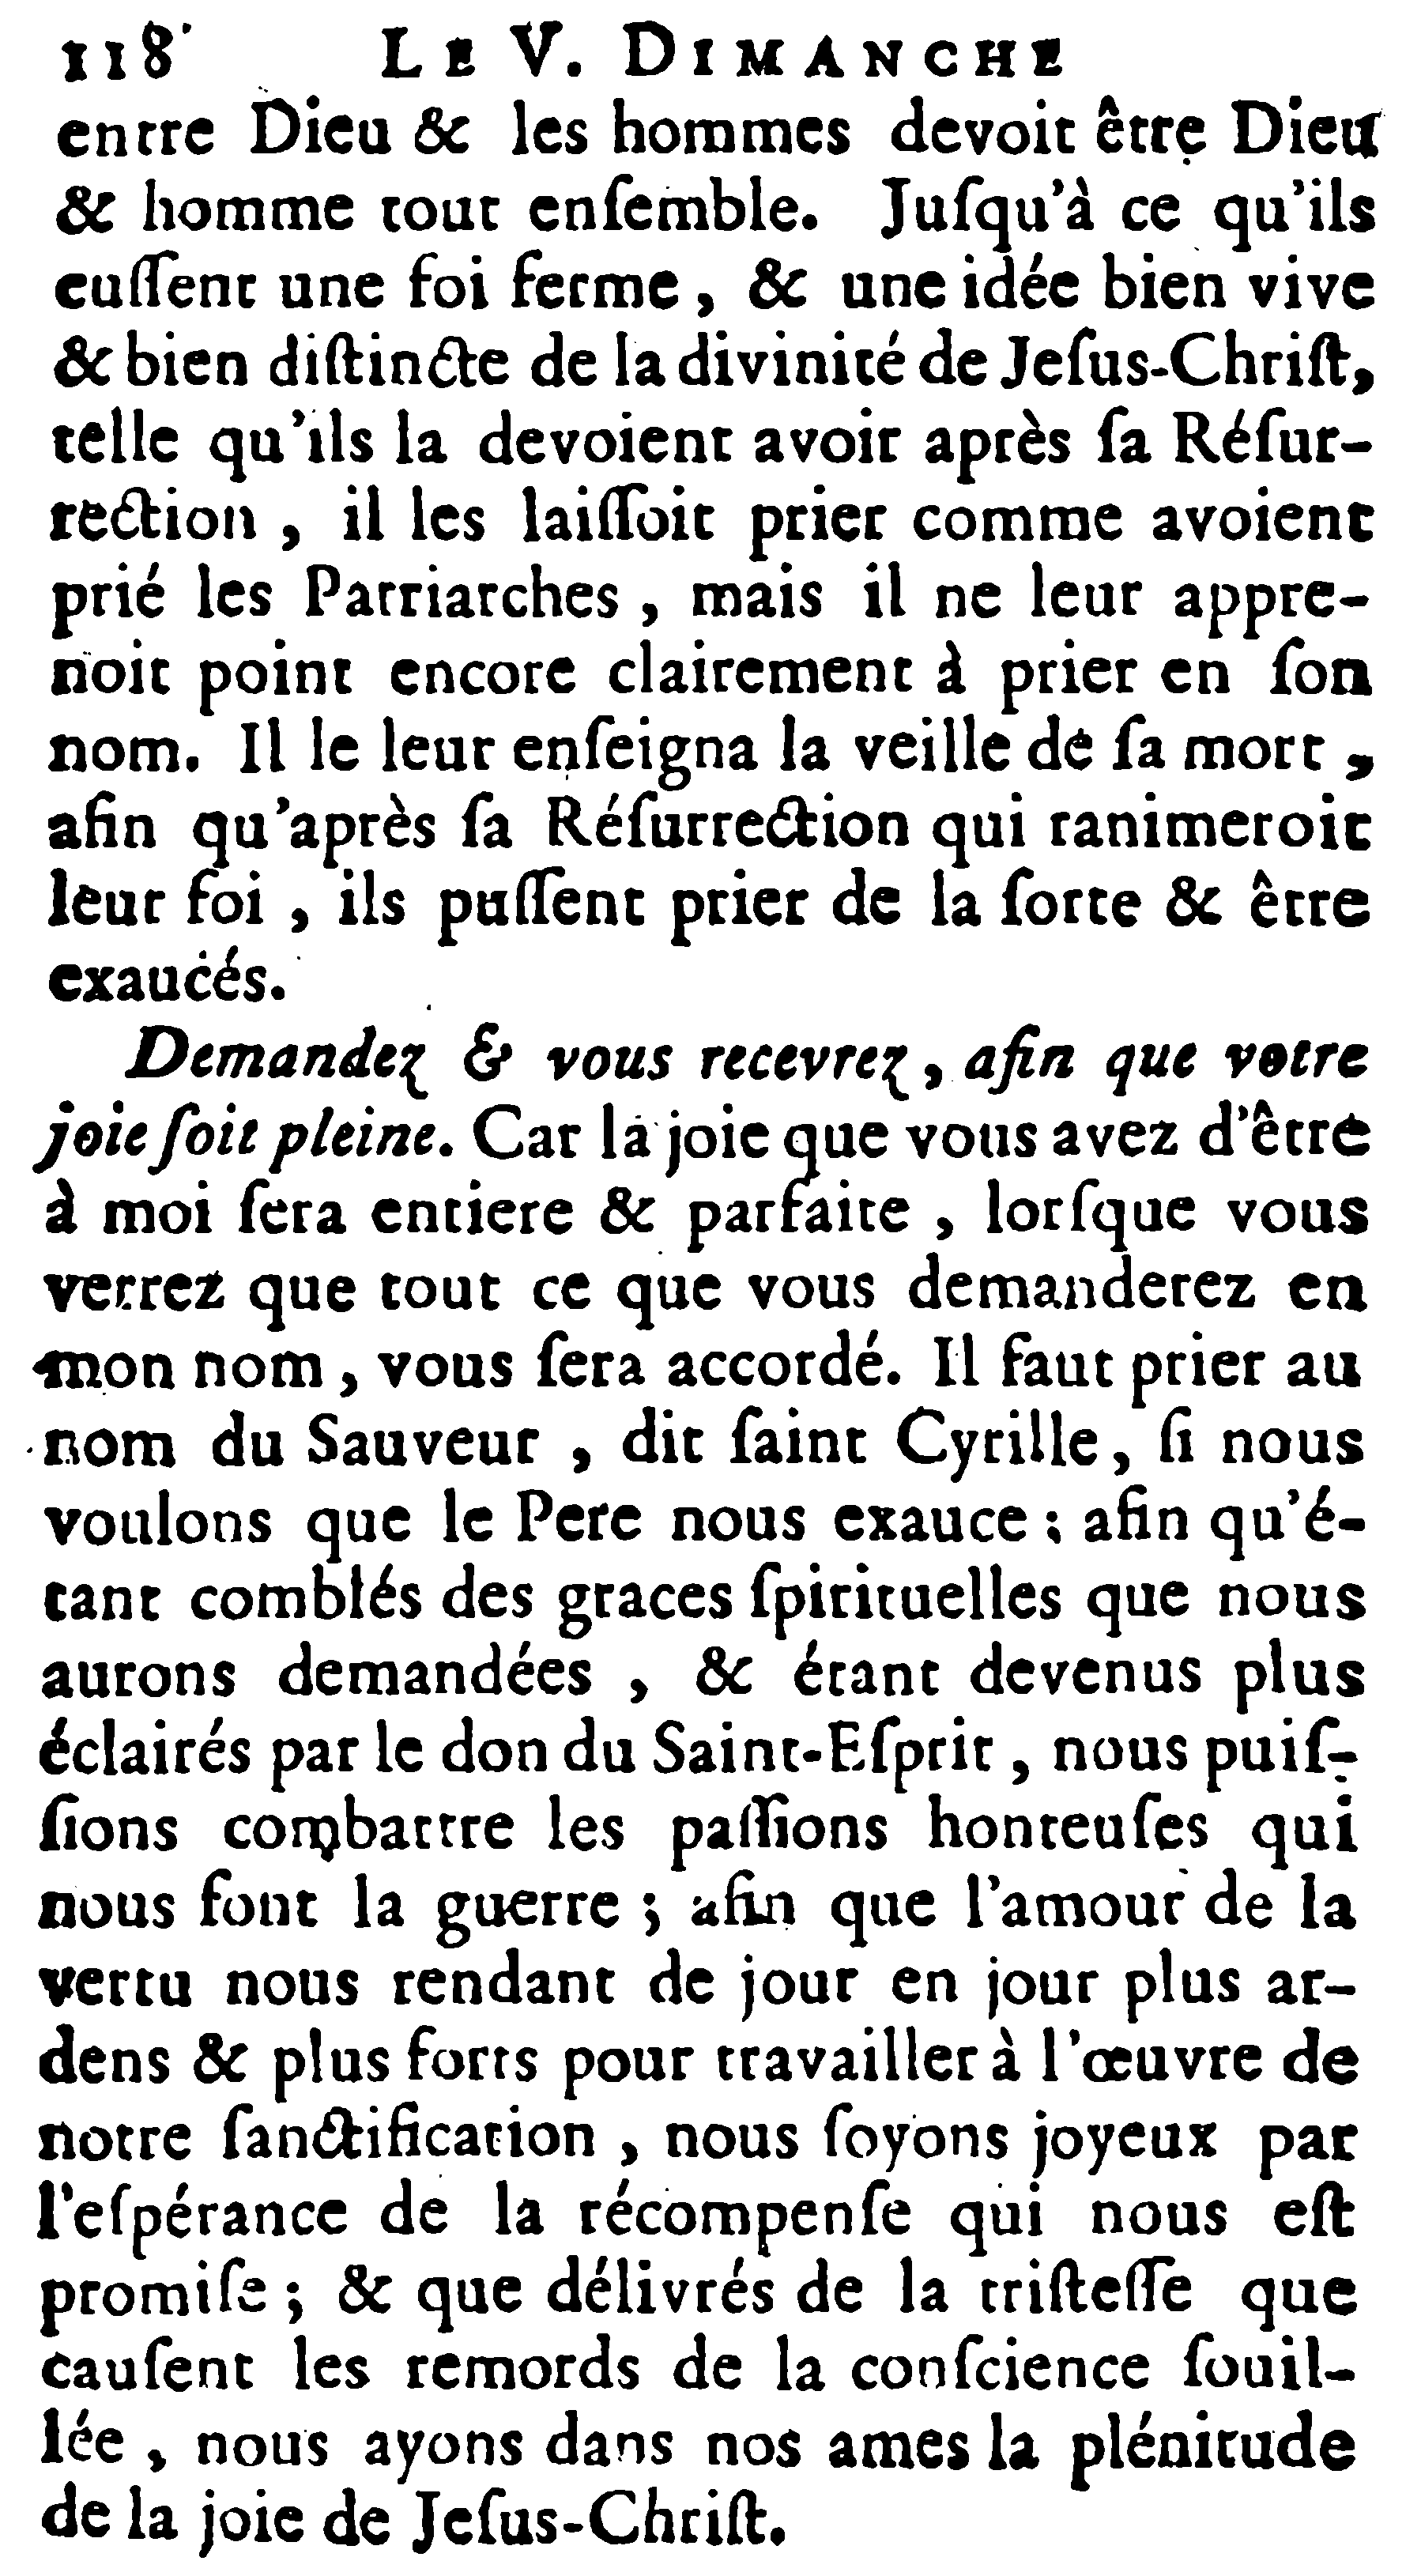 118 LE V. DIMANCHE
entre Dieu & les hommes devoit être Dieu
& homme tout enſemble. Juſqu'à ce qu'ils
euſſent une foi ferme, & une idée bien vive
& bien diſtincte de la divinité de Jeſus-Chriſt,
telle qu'ils la devoient avoir après ſa Réſur-
rection, il les laiſſoit prier comme avoient
prié les Patriarches, mais il ne leur appre-
noit point encore clairement à prier en ſon
nom. Il le leur enſeigna la veille de ſa mort,
afin qu'après ſa Réſurrection qui ranimeroit
leur foi, ils puſſent prier de la ſorte & être
exaucés.
Demandez & vous recevrez, afin que votre
joie ſoit pleine. Car la joie que vous avez d'être
à moi ſera entiere & parfaite, lorſque vous
verrez que tout ce que vous demanderez en
mon nom, vous ſera accordé. Il faut prier au
nom du Sauveur, dit ſaint Cyrille, ſi nous
voulons que le Pere nous exauce; afin qu'é-
tant comblés des graces ſpirituelles que nous
aurons demandées, & étant devenus plus
éclairés par le don du Saint-Eſprit, nous puiſ-
ſions combattre les paſſions honteuſes qui
nous font la guerre; afin que l'amour de la
vertu nous rendant de jour en jour plus ar-
dens & plus forts pour travailler à l'œuvre de
notre ſanctification, nous ſoyons joyeux par
l'eſpérance de la récompenſe qui nous eſt
promiſe; & que délivrés de la triſteſſe que
cauſent les remords de la conſcience ſouil-
lée, nous ayons dans nos ames la plénitude
de la joie de Jeſus-Chriſt.